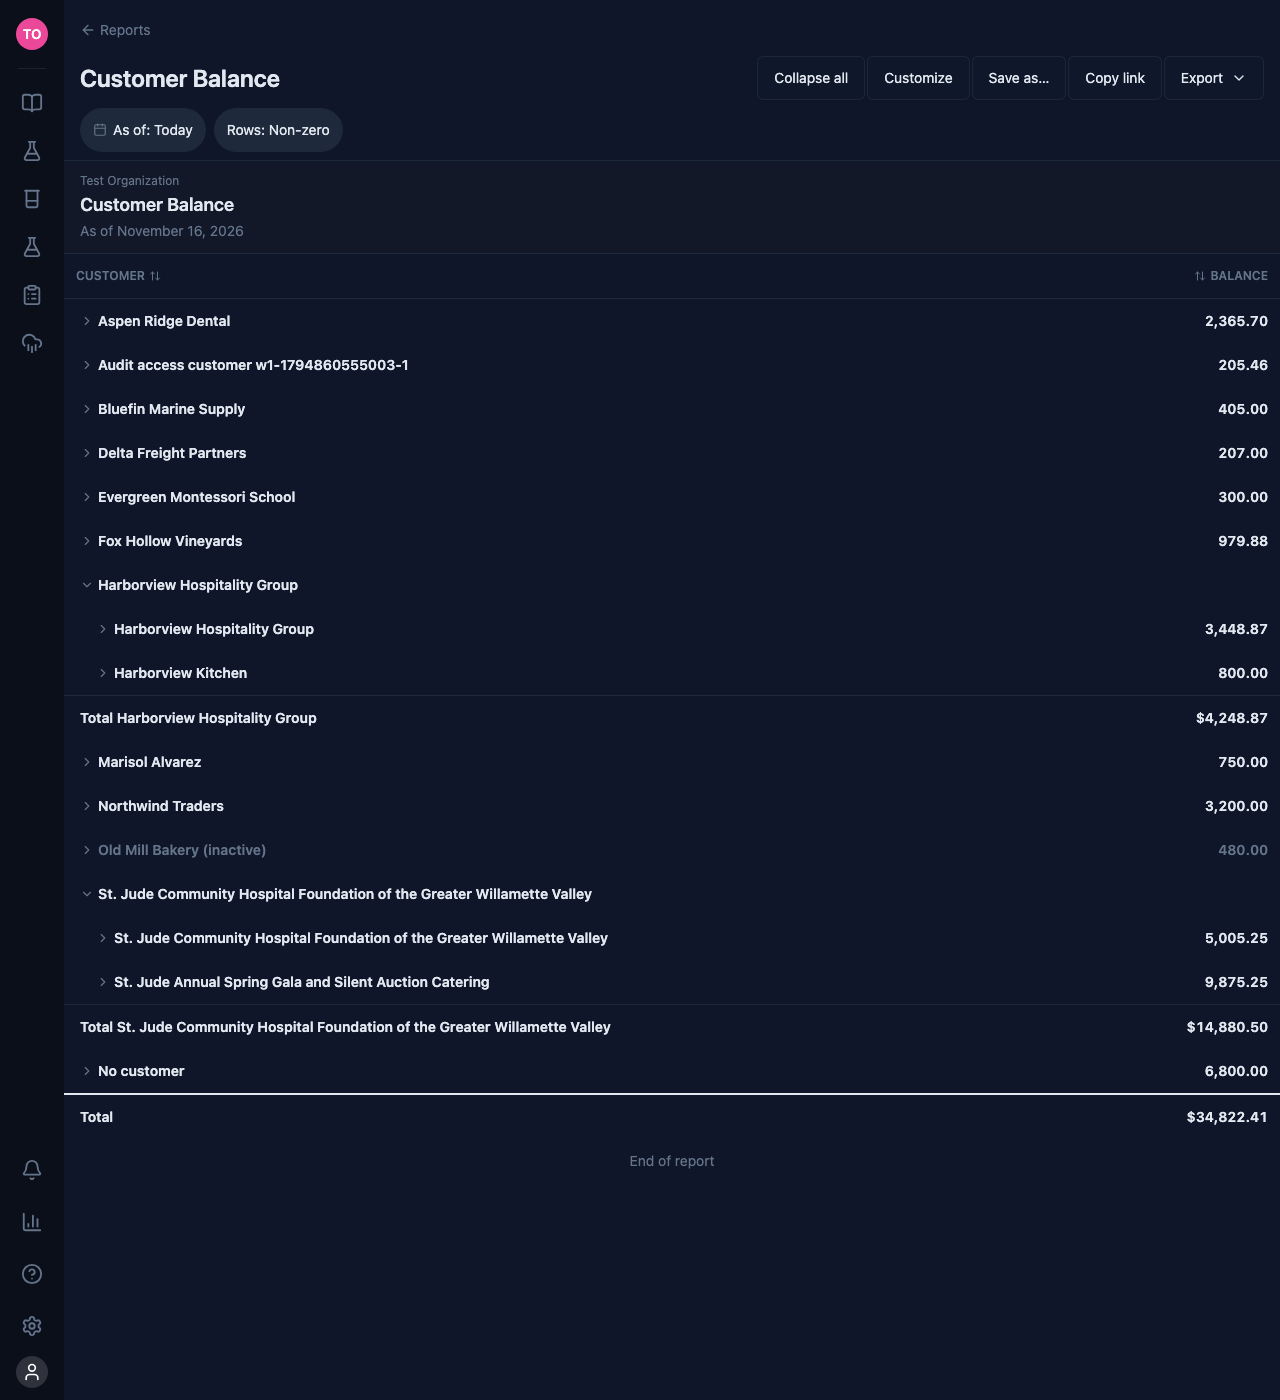 TO
Reports
Customer Balance
Collapse all
Customize
Save as...
Copy link
Export
As of: Today
Rows: Non-zero
Test Organization
Customer Balance
As of November 16, 2026
CUSTOMER BALANCE
Aspen Ridge Dental 2,365.70
Audit access customer w1-1794860555003-1 205.46
Bluefin Marine Supply 405.00
Delta Freight Partners 207.00
Evergreen Montessori School 300.00
Fox Hollow Vineyards 979.88
Harborview Hospitality Group
Harborview Hospitality Group 3,448.87
Harborview Kitchen 800.00
Total Harborview Hospitality Group $4,248.87
Marisol Alvarez 750.00
Northwind Traders 3,200.00
Old Mill Bakery (inactive) 480.00
St. Jude Community Hospital Foundation of the Greater Willamette Valley
St. Jude Community Hospital Foundation of the Greater Willamette Valley 5,005.25
St. Jude Annual Spring Gala and Silent Auction Catering 9,875.25
Total St. Jude Community Hospital Foundation of the Greater Willamette Valley $14,880.50
No customer 6,800.00
Total $34,822.41
End of report